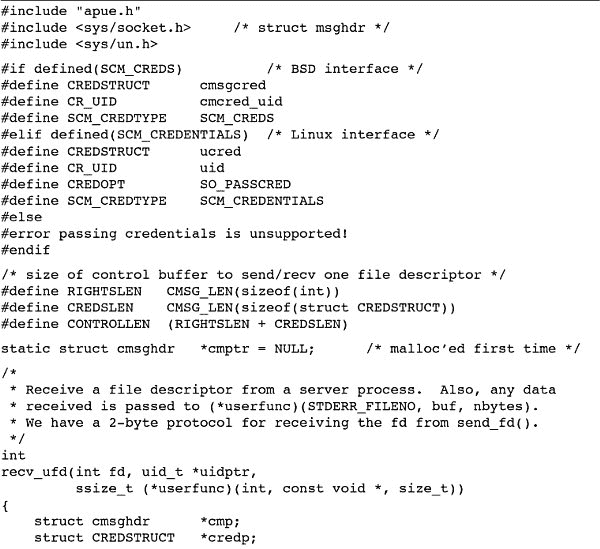 #include "apue.h"
#include <sys/socket.h>     /* struct msghdr */
#include <sys/un.h>
#if defined(SCM_CREDS)          /* BSD interface */
#define CREDSTRUCT      cmsgcred
#define CR_UID          cmcred_uid
#define SCM_CREDTYPE    SCM_CREDS
#elif defined(SCM_CREDENTIALS)  /* Linux interface */
#define CREDSTRUCT      ucred
#define CR_UID          uid
#define CREDOPT         SO_PASSCRED
#define SCM_CREDTYPE    SCM_CREDENTIALS
#else
#error passing credentials is unsupported!
#endif
/* size of control buffer to send/recv one file descriptor */
#define RIGHTSLEN   CMSG_LEN(sizeof(int))
#define CREDSLEN    CMSG_LEN(sizeof(struct CREDSTRUCT))
#define CONTROLLEN  (RIGHTSLEN + CREDSLEN)
static struct cmsghdr   *cmptr = NULL;      /* malloc’ed first time */
/*
 * Receive a file descriptor from a server process.  Also, any data
 * received is passed to (*userfunc)(STDERR_FILENO, buf, nbytes).
 * We have a 2-byte protocol for receiving the fd from send_fd().
 */
int
recv_ufd(int fd, uid_t *uidptr,
         ssize_t (*userfunc)(int, const void *, size_t))
{
    struct cmsghdr      *cmp;
    struct CREDSTRUCT   *credp;